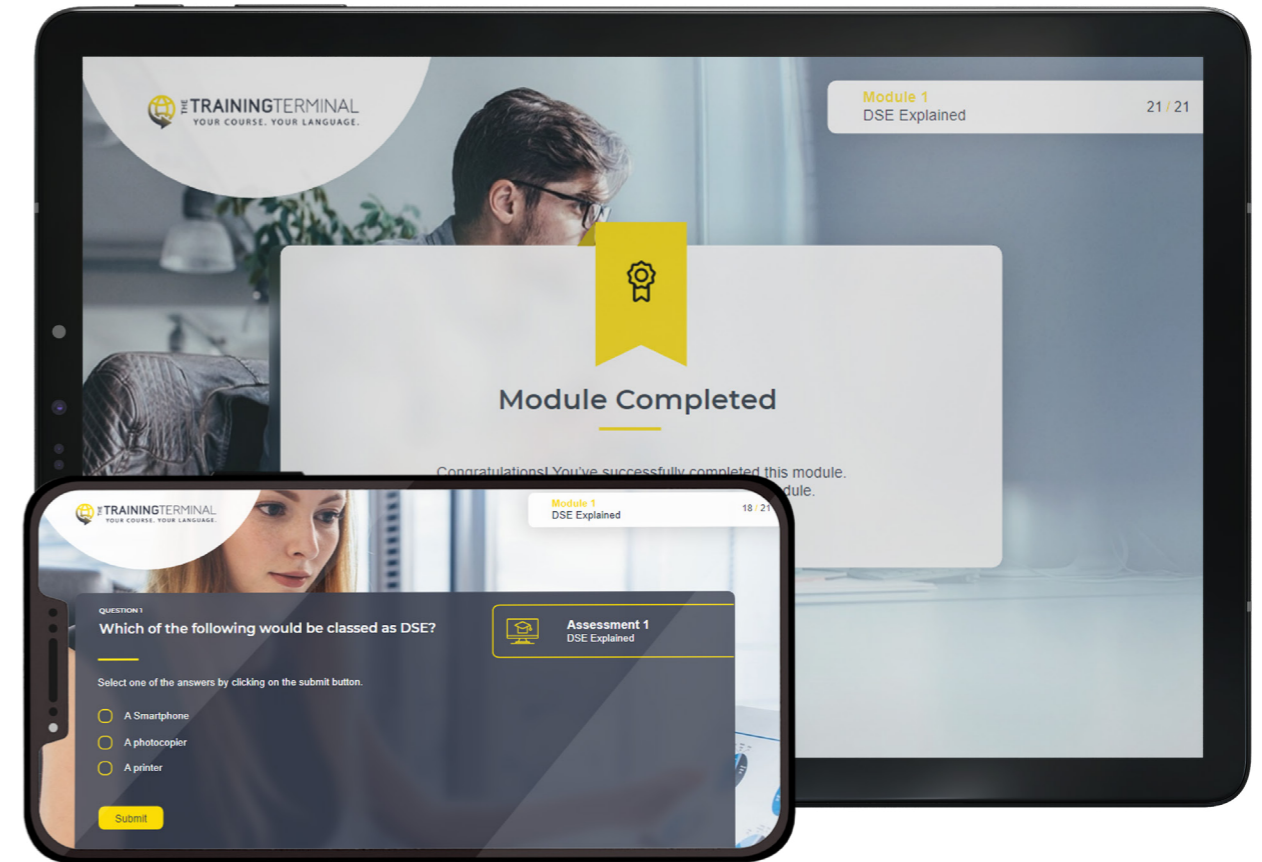 THE TRAININGTERMINAL
YOUR COURSE. YOUR LANGUAGE.
Module 1
DSE Explained
21 / 21
Module Completed
Congratulations! You've successfully completed this module.
THE TRAININGTERMINAL
YOUR COURSE. YOUR LANGUAGE.
Module 1
DSE Explained
18 / 21
QUESTION 1
Which of the following would be classed as DSE?
Assessment 1
DSE Explained
Select one of the answers by clicking on the submit button.
A Smartphone
A photocopier
A printer
Submit